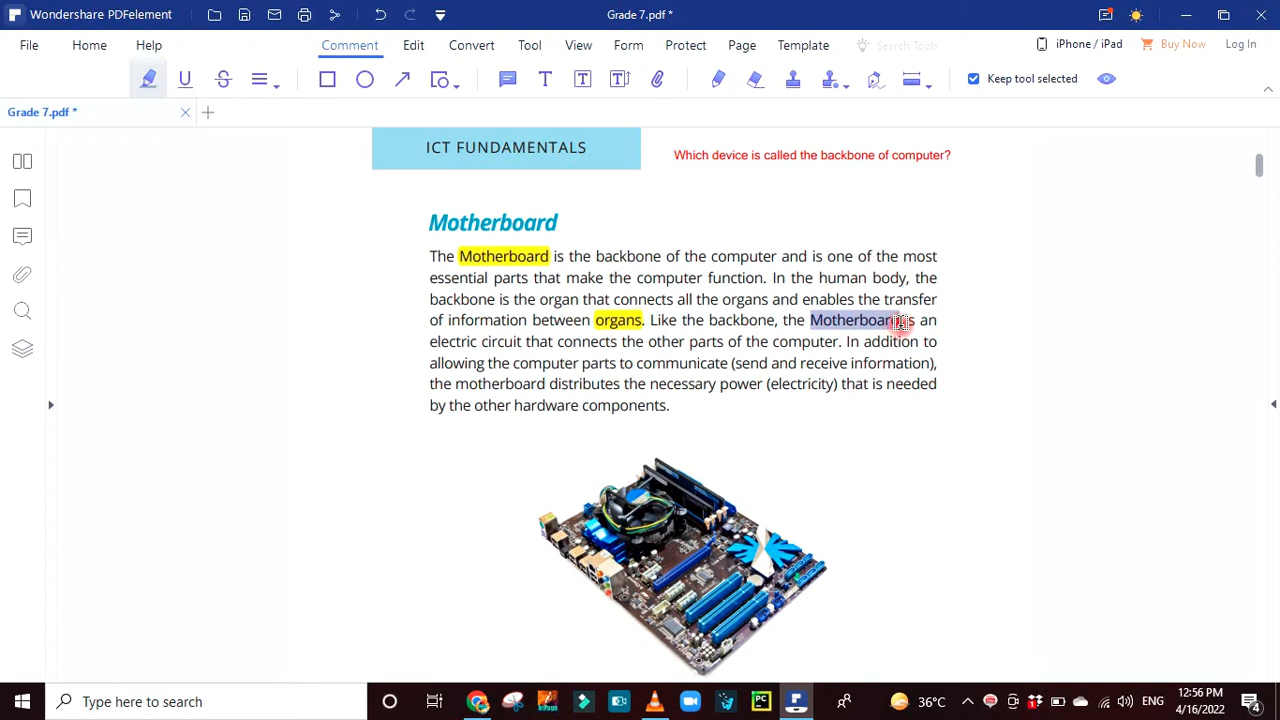 Wondershare PDFelement
Grade 7.pdf *
File Home Help Comment Edit Convert Tool View Form Protect Page Template Search Tools iPhone / iPad Buy Now Log In
Keep tool selected
Grade 7.pdf *
ICT FUNDAMENTALS
Which device is called the backbone of computer?
Motherboard
The Motherboard is the backbone of the computer and is one of the most
essential parts that make the computer function. In the human body, the
backbone is the organ that connects all the organs and enables the transfer
of information between organs. Like the backbone, the Motherboard is an
electric circuit that connects the other parts of the computer. In addition to
allowing the computer parts to communicate (send and receive information),
the motherboard distributes the necessary power (electricity) that is needed
by the other hardware components.
Type here to search
36°C
ENG
12:56 PM
4/16/2022
4